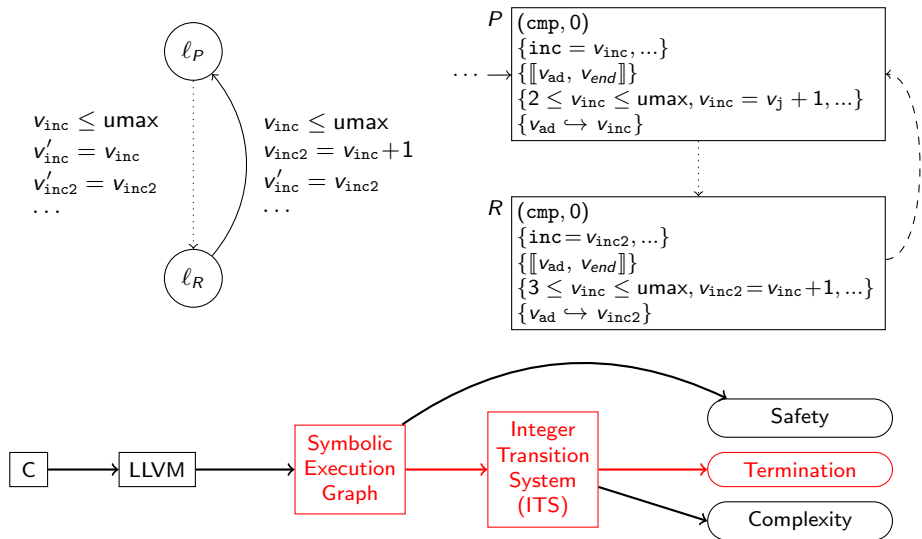 ℓP
v_inc ≤ umax
v′_inc = v_inc
v′_inc2 = v_inc2
· · ·
v_inc ≤ umax
v_inc2 = v_inc + 1
v′_inc = v_inc2
· · ·
ℓR
· · ·
P
(cmp, 0)
{inc = v_inc, ...}
{⟦v_ad, v_end⟧}
{2 ≤ v_inc ≤ umax, v_inc = v_j + 1, ...}
{v_ad ↪ v_inc}
R
(cmp, 0)
{inc = v_inc2, ...}
{⟦v_ad, v_end⟧}
{3 ≤ v_inc ≤ umax, v_inc2 = v_inc + 1, ...}
{v_ad ↪ v_inc2}
C
LLVM
Symbolic
Execution
Graph
Integer
Transition
System
(ITS)
Safety
Termination
Complexity